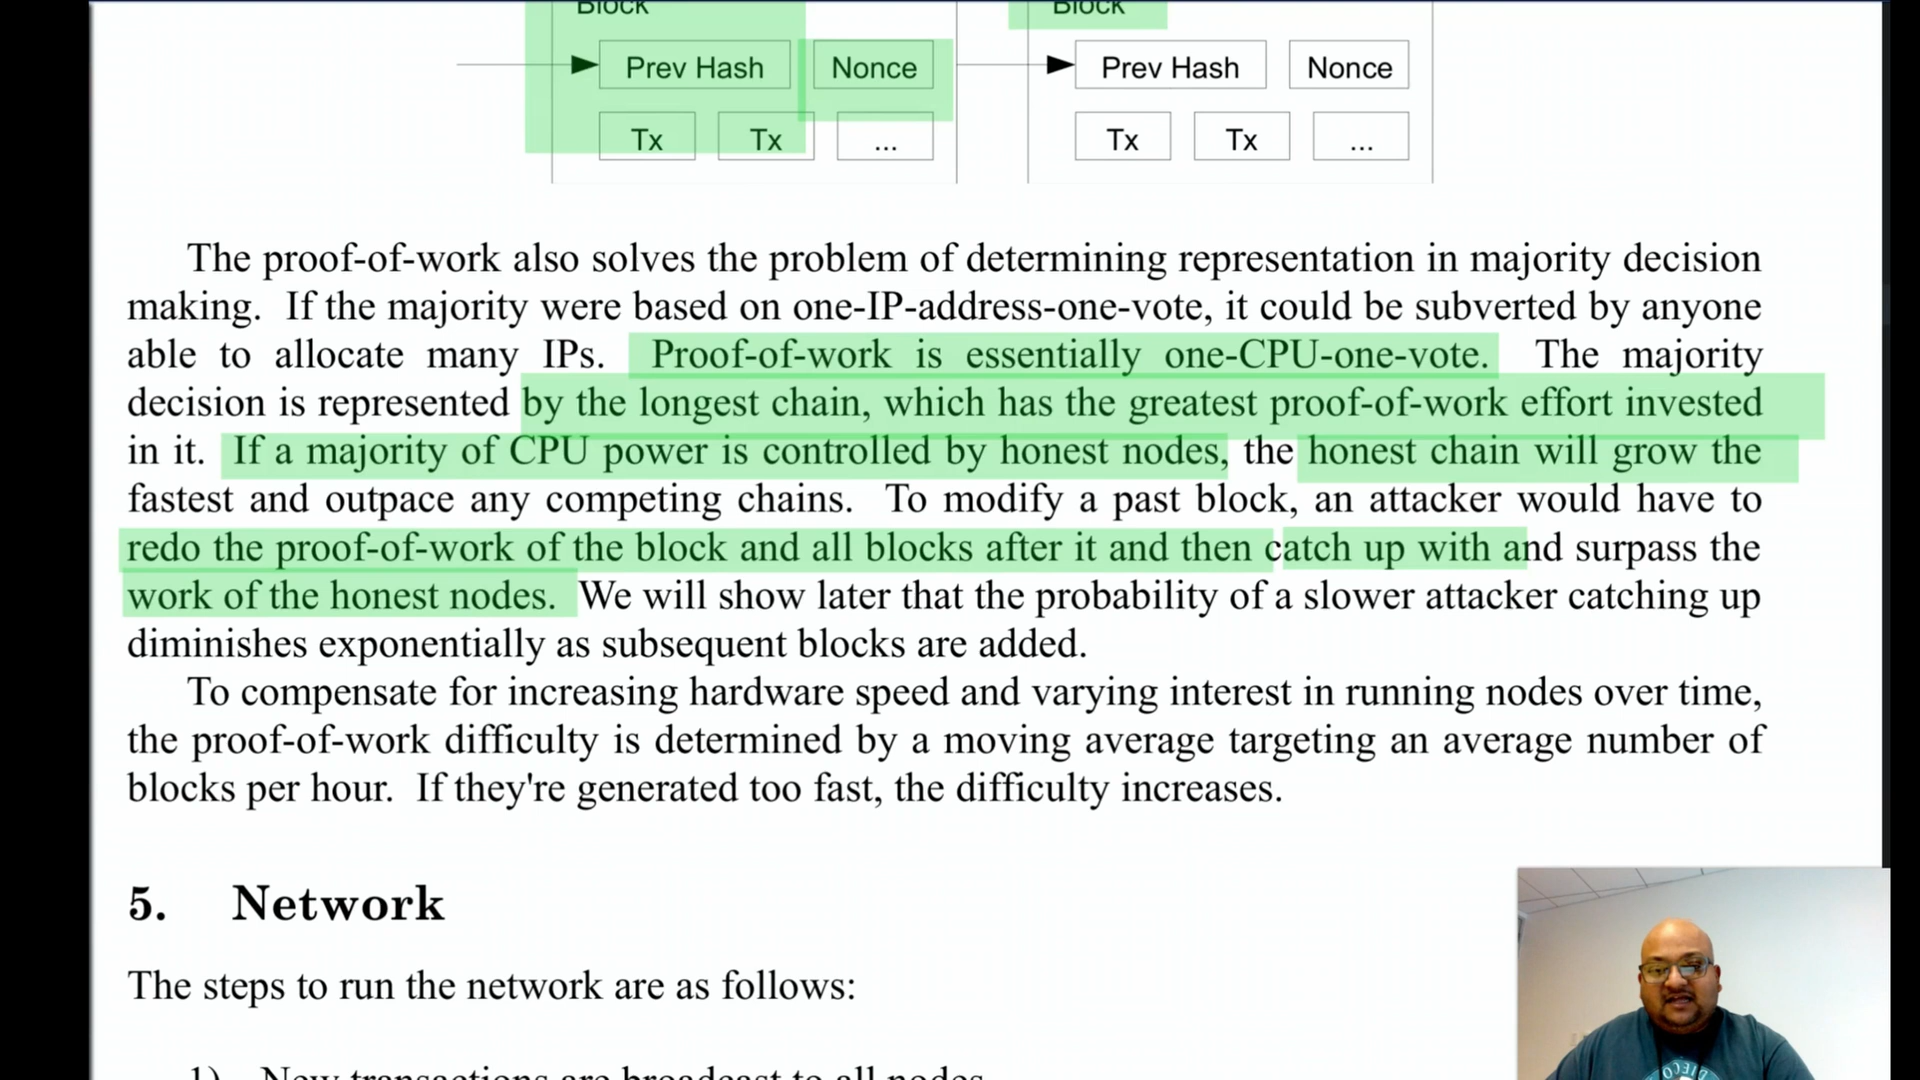 Block Block
Prev Hash Nonce Prev Hash Nonce
Tx Tx ... Tx Tx ...
The proof-of-work also solves the problem of determining representation in majority decision
making. If the majority were based on one-IP-address-one-vote, it could be subverted by anyone
able to allocate many IPs. Proof-of-work is essentially one-CPU-one-vote. The majority
decision is represented by the longest chain, which has the greatest proof-of-work effort invested
in it. If a majority of CPU power is controlled by honest nodes, the honest chain will grow the
fastest and outpace any competing chains. To modify a past block, an attacker would have to
redo the proof-of-work of the block and all blocks after it and then catch up with and surpass the
work of the honest nodes. We will show later that the probability of a slower attacker catching up
diminishes exponentially as subsequent blocks are added.
To compensate for increasing hardware speed and varying interest in running nodes over time,
the proof-of-work difficulty is determined by a moving average targeting an average number of
blocks per hour. If they're generated too fast, the difficulty increases.
5. Network
The steps to run the network are as follows:
1) New transactions are broadcast to all nodes.